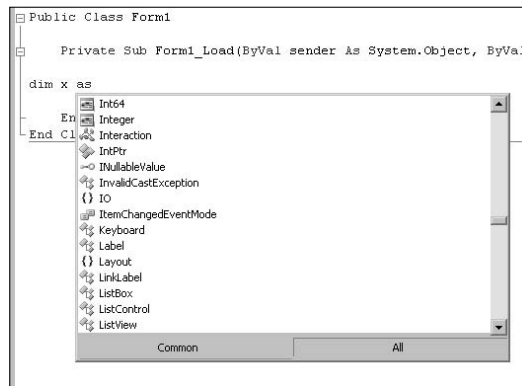 Public Class Form1
Private Sub Form1_Load(ByVal sender As System.Object, ByVal
dim x as
Int64
Integer
En
Interaction
End Cl
IntPtr
INullableValue
InvalidCastException
{} IO
ItemChangedEventMode
Keyboard
Label
{} Layout
LinkLabel
ListBox
ListControl
ListView
Common All